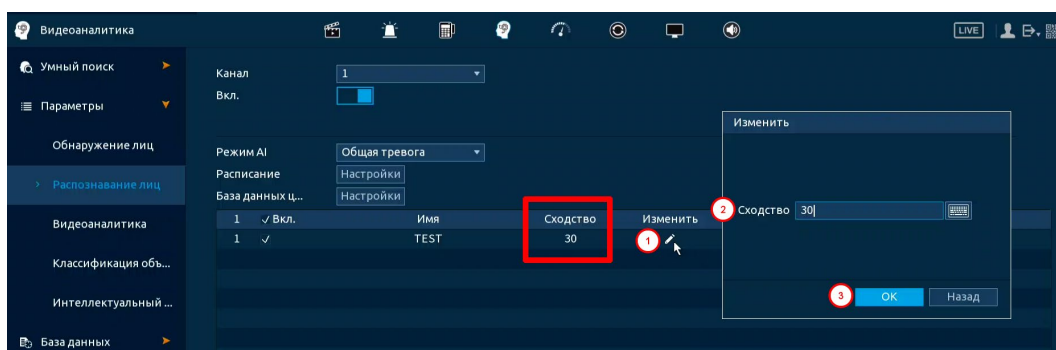 Видеоаналитика
LIVE
Умный поиск
Параметры
Обнаружение лиц
Распознавание лиц
Видеоаналитика
Классификация объ...
Интеллектуальный ...
База данных
Канал 1
Вкл.
Режим AI Общая тревога
Расписание Настройки
База данных ц... Настройки
1 Вкл. Имя Сходство Изменить
1 TEST 30 1
Изменить
2 Сходство 30
3 OK Назад